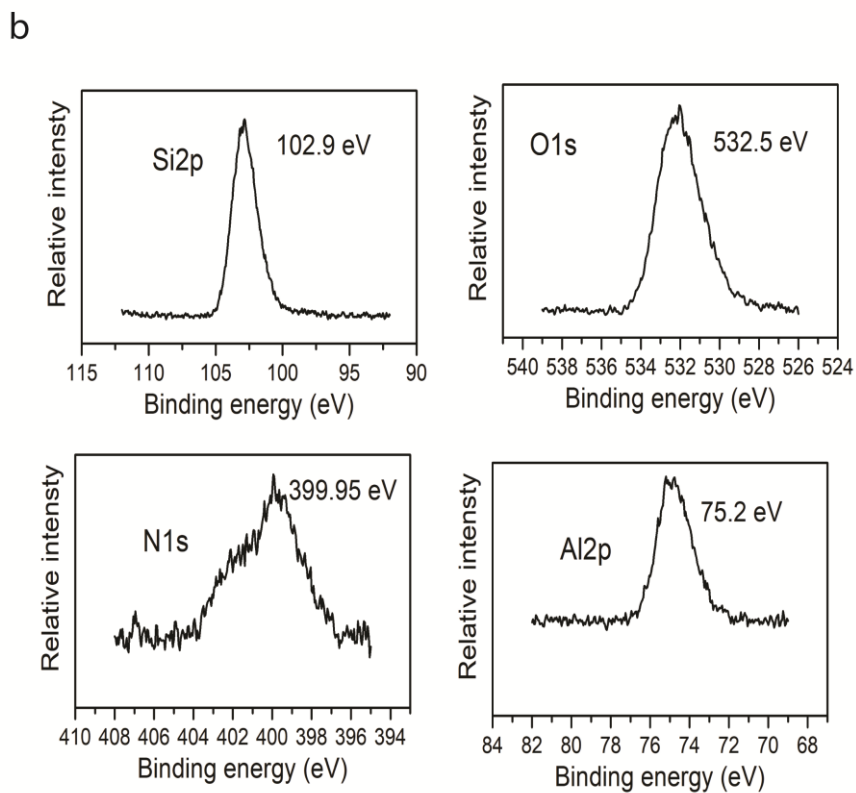 b
Relative intensty
Si2p
102.9 eV
115 110 105 100 95 90
Binding energy (eV)
Relative intensty
O1s
532.5 eV
540 538 536 534 532 530 528 526 524
Binding energy (eV)
Relative intensty
N1s
399.95 eV
410 408 406 404 402 400 398 396 394
Binding energy (eV)
Relative intensty
Al2p
75.2 eV
84 82 80 78 76 74 72 70 68
Binding energy (eV)